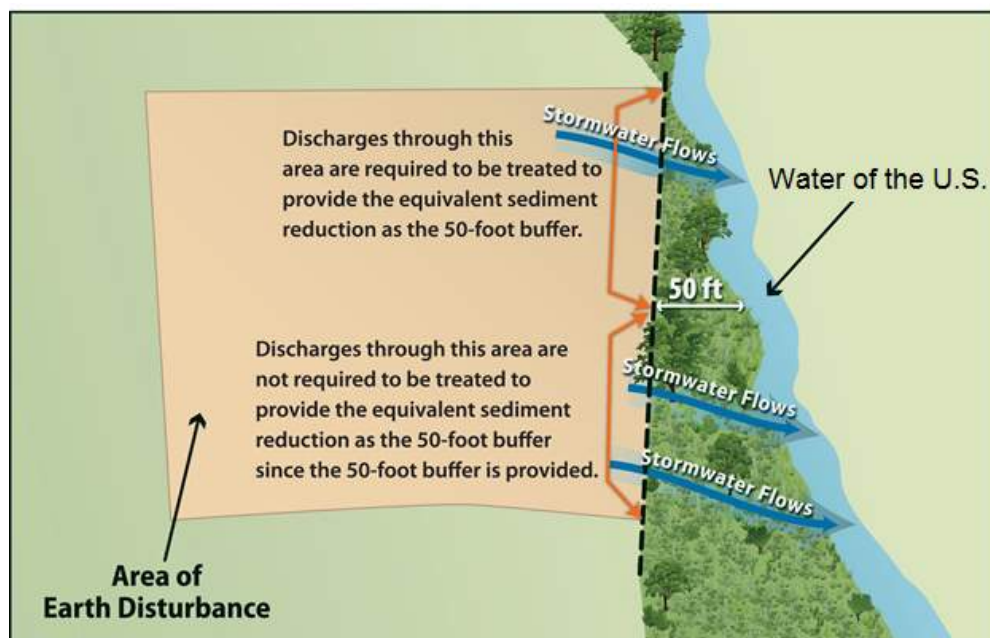 Stormwater Flows
Discharges through this
area are required to be treated to
provide the equivalent sediment
reduction as the 50-foot buffer.
Water of the U.S.
50 ft
Discharges through this area are
not required to be treated to
provide the equivalent sediment
reduction as the 50-foot buffer
since the 50-foot buffer is provided.
Stormwater Flows
Stormwater Flows
Area of
Earth Disturbance